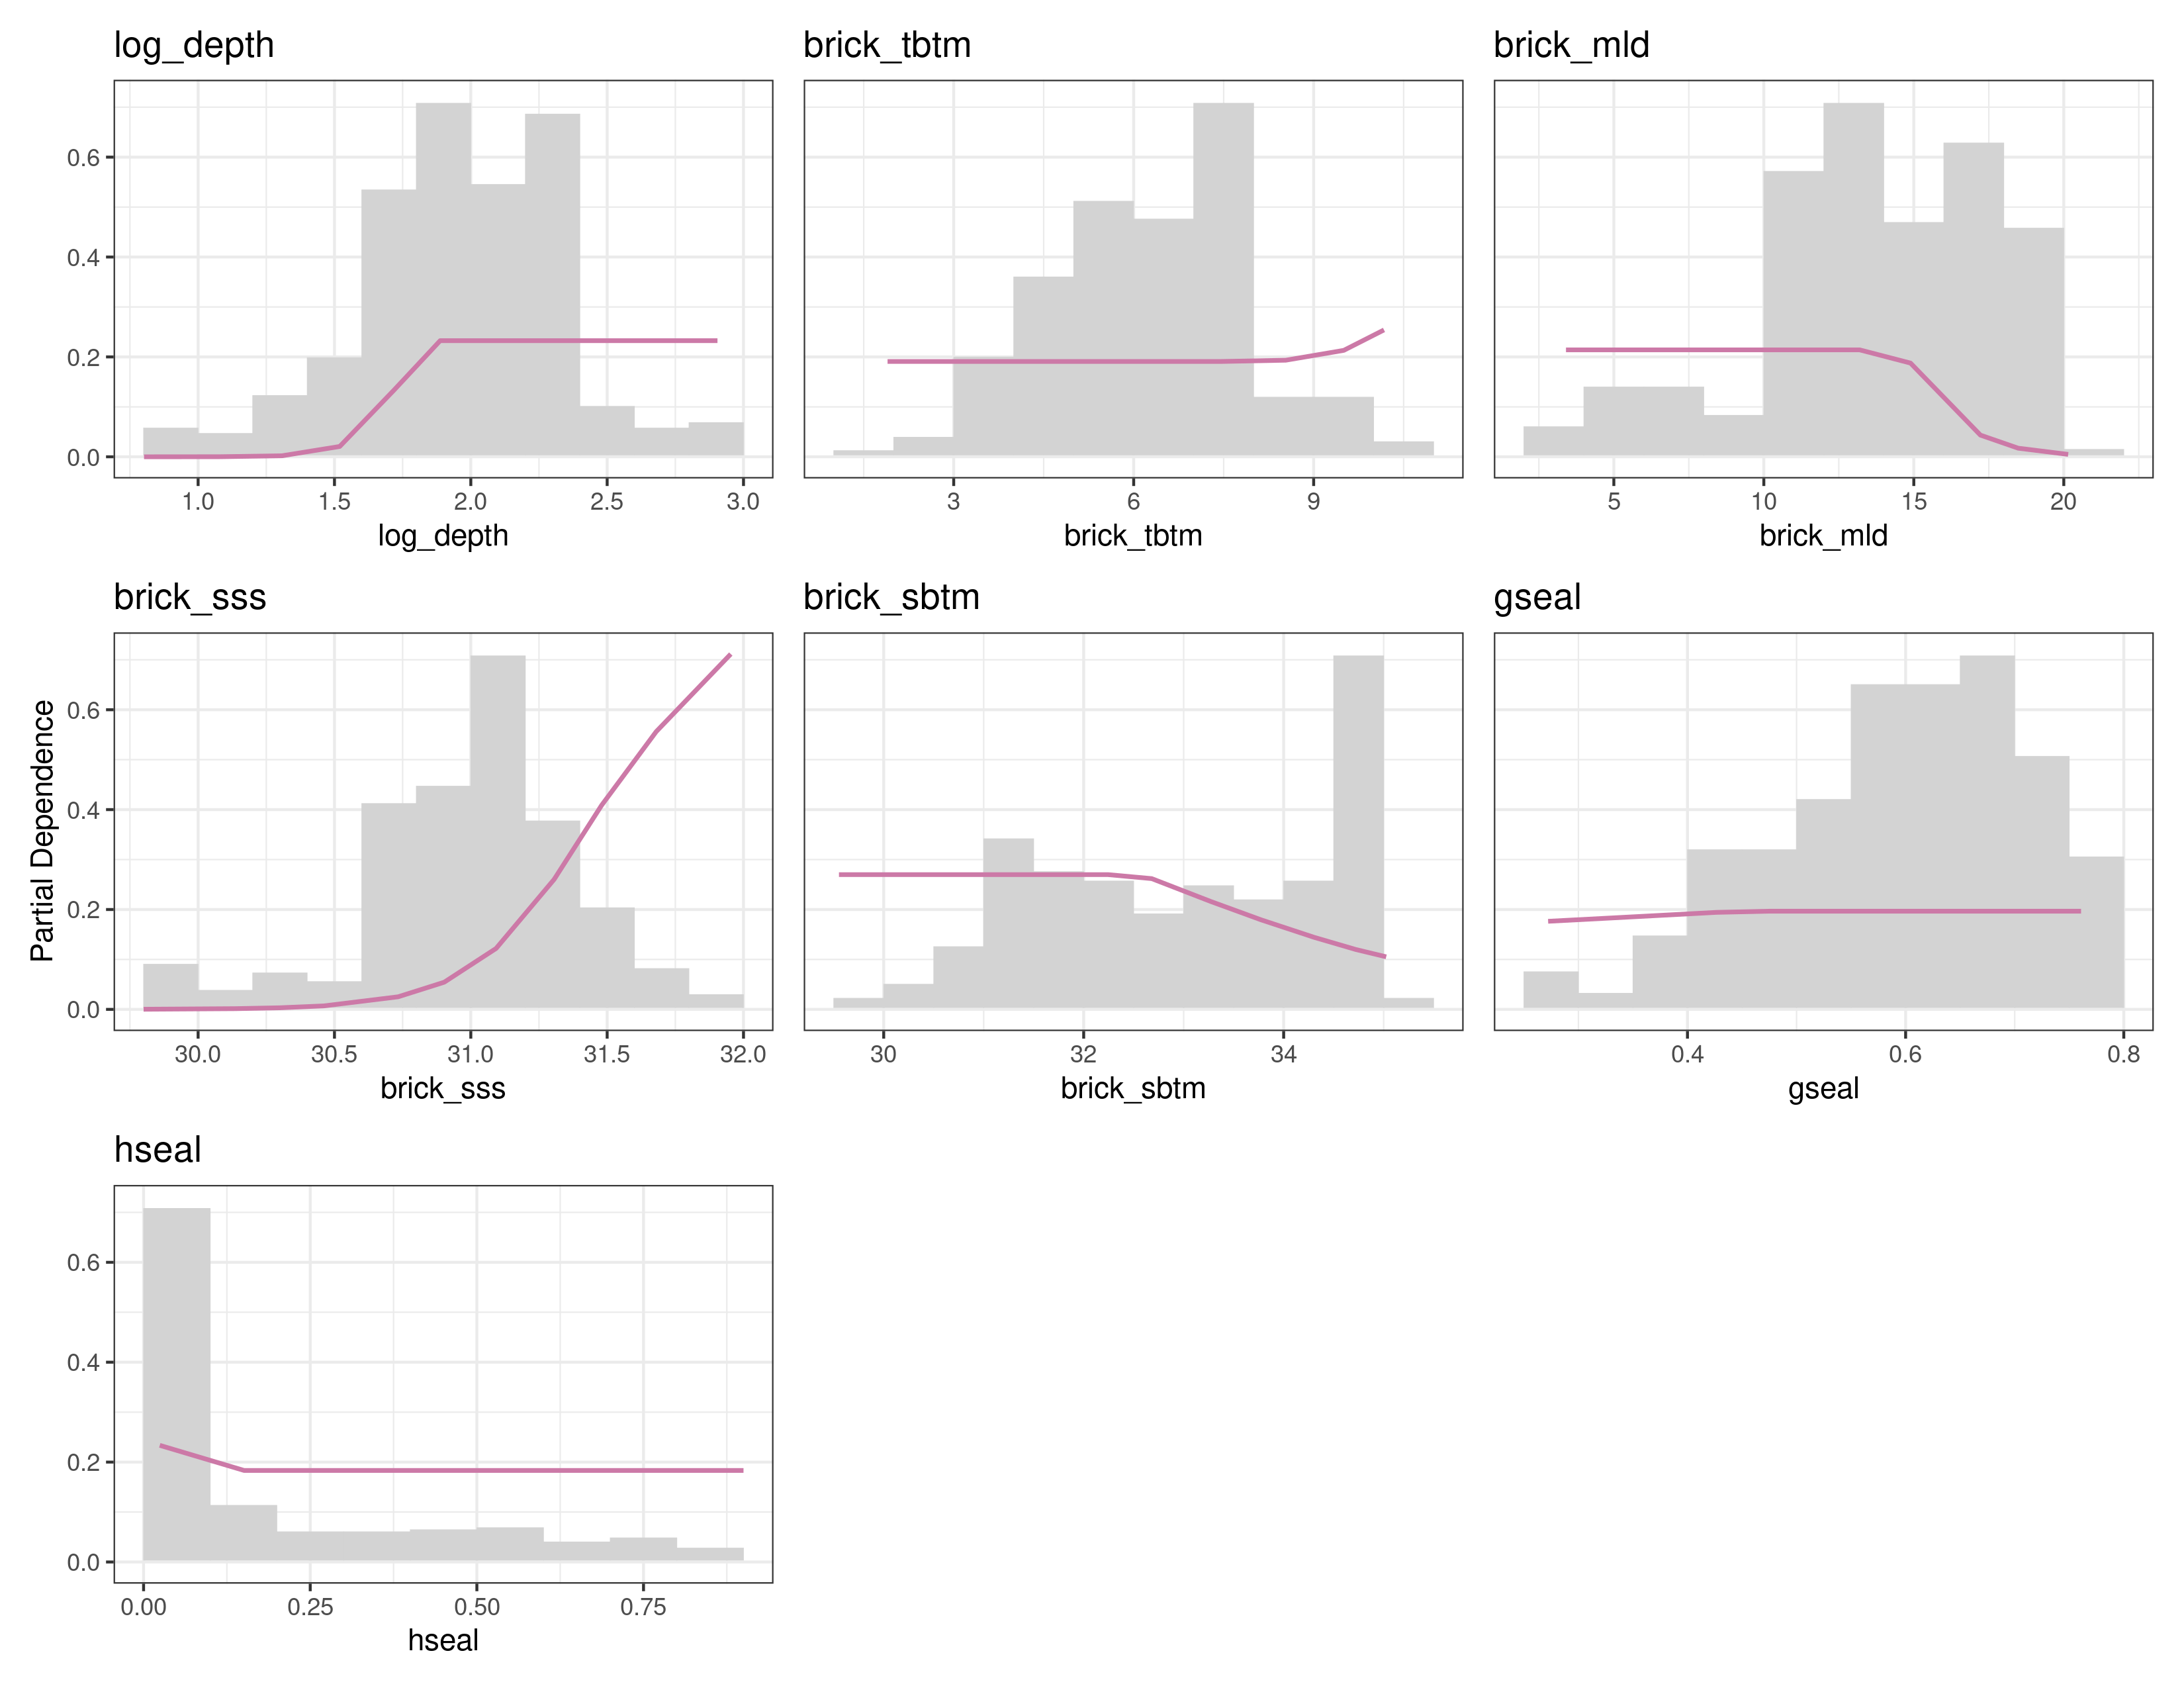 log_depth
brick_tbtm
brick_mld
0.6
0.4
0.2
0.0
1.0 1.5 2.0 2.5 3.0
3 6 9
5 10 15 20
log_depth
brick_tbtm
brick_mld
brick_sss
brick_sbtm
gseal
Partial Dependence
0.6
0.4
0.2
0.0
30.0 30.5 31.0 31.5 32.0
30 32 34
0.4 0.6 0.8
brick_sss
brick_sbtm
gseal
hseal
0.6
0.4
0.2
0.0
0.00 0.25 0.50 0.75
hseal